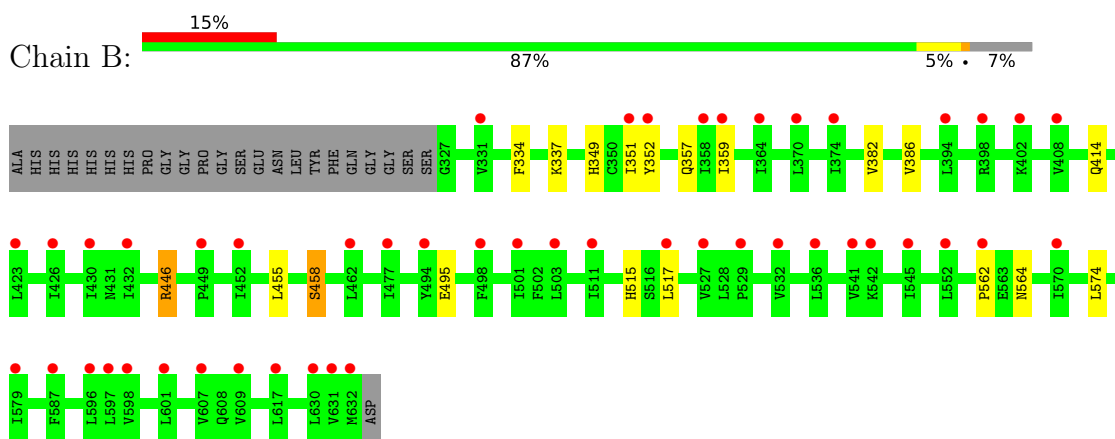 15%
Chain B:
87% 5% • 7%
ALA HIS HIS HIS HIS HIS HIS PRO GLY GLY PRO GLY SER GLU ASN LEU TYR PHE GLN GLY GLY SER SER G327 V331 F334 K337 H349 C350 I351 Y352 Q357 I358 I359 I364 L370 I374 V382 V386 L394 R398 K402 V408 Q414
L423 I426 I430 N431 I432 R446 P449 I452 L455 S458 L462 I477 Y494 E495 F498 I501 F502 L503 I511 H515 S516 L517 V527 L528 P529 V532 L536 V541 K542 I545 L552 P562 E563 N564 I570 L574
I579 F587 L596 L597 V598 L601 V607 Q608 V609 L617 L630 V631 M632 ASP